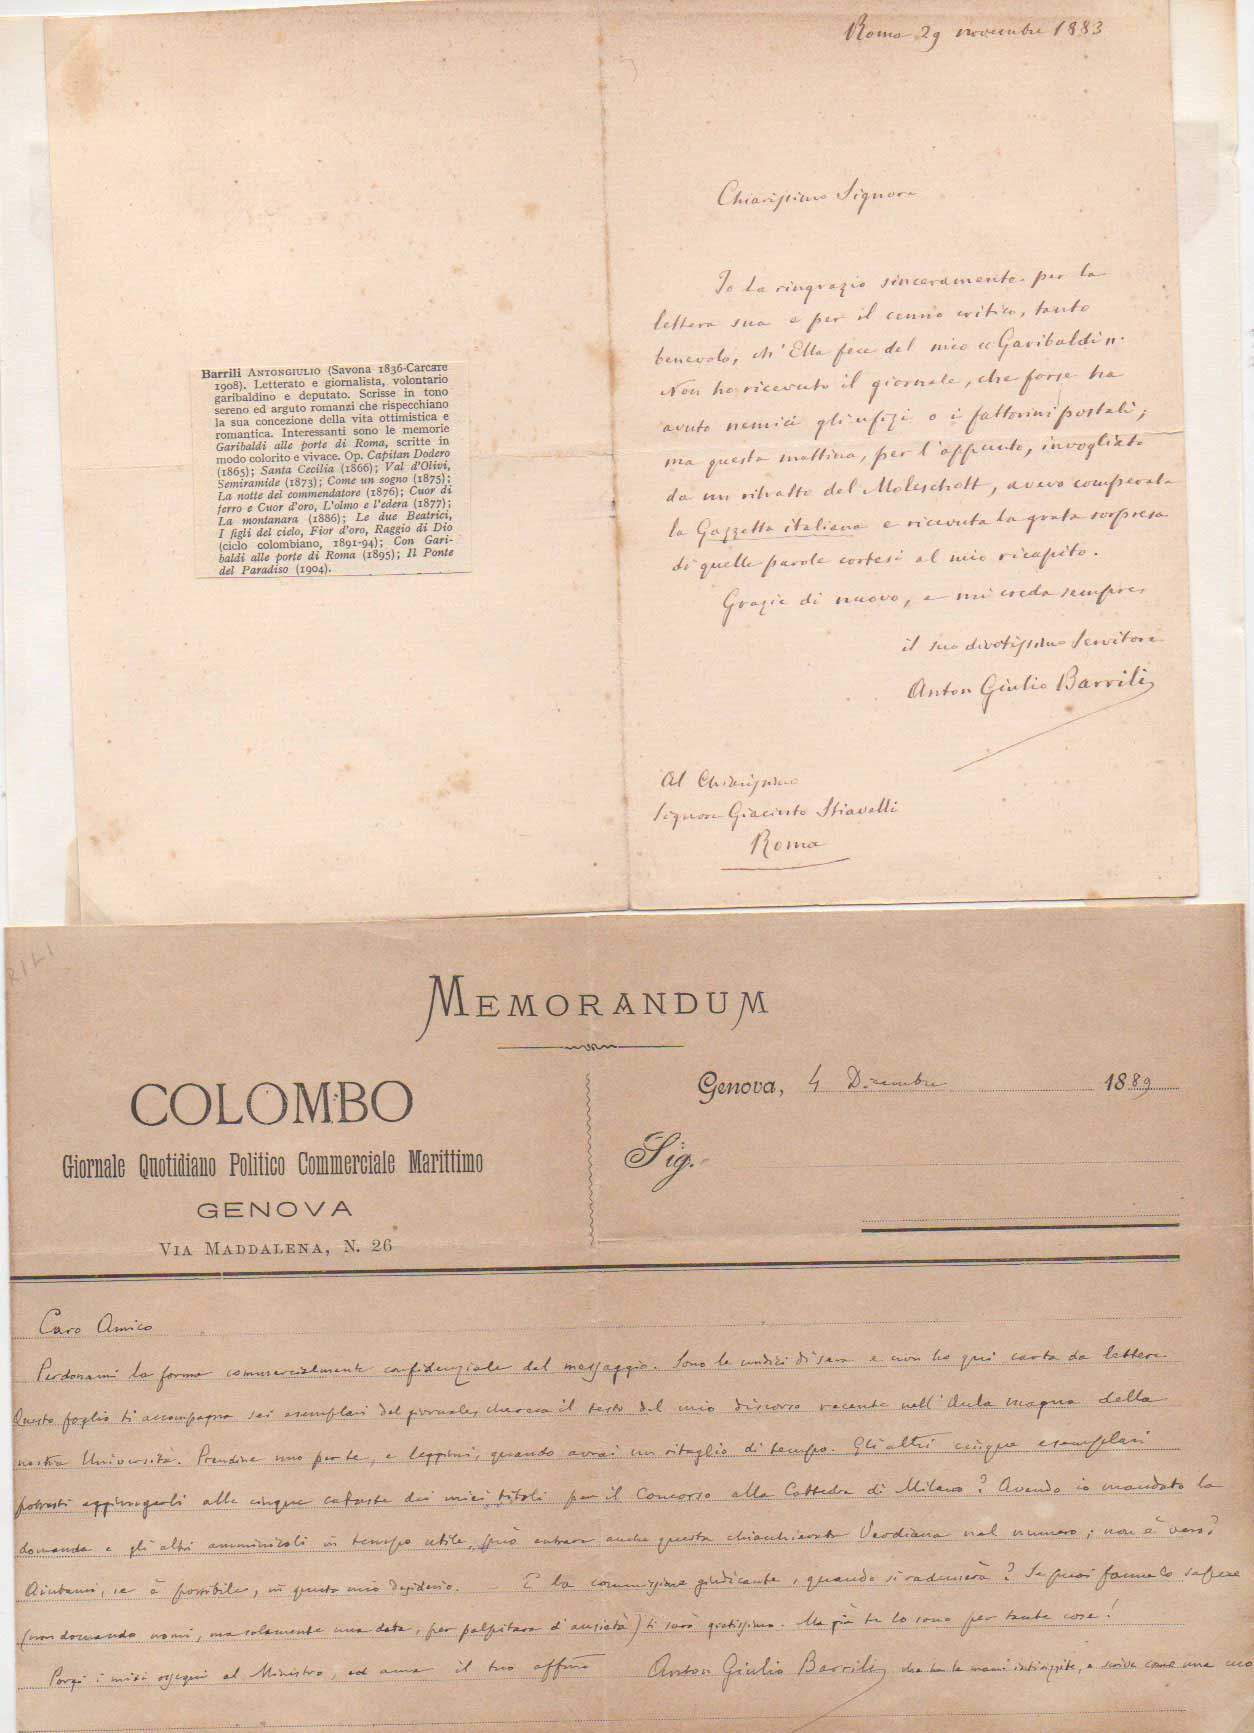 Roma 29 novembre 1883
Chiarissimo Signore
Io La ringrazio sinceramente per la
lettera sua e per il cenno critico, tanto
benevolo, ch'Ella fece del mio «Garibaldi».
Non ho ricevuto il giornale, che forse ha
avuto nemici gli ufizi o i fattorini postali;
ma questa mattina, per l'appunto, invogliato
da un ritratto del Moleschott, avevo comperata
la Gazzetta italiana e ricevuta la grata sorpresa
di quelle parole cortesi al mio ricapito.
Grazie di nuovo, e mi creda sempre
il suo divotissimo servitore
Anton Giulio Barrili
Al Chiarissimo
Signore Giacinto Stiavelli
Roma
Barrili ANTONGIULIO (Savona 1836-Carcare
1908). Letterato e giornalista, volontario
garibaldino e deputato. Scrisse in tono
sereno ed arguto romanzi che rispecchiano
la sua concezione della vita ottimistica e
romantica. Interessanti sono le memorie
Garibaldi alle porte di Roma, scritte in
modo colorito e vivace. Op. Capitan Dodero
(1865); Santa Cecilia (1866); Val d'Olivi,
Semiramide (1873); Come un sogno (1875);
La notte del commendatore (1876); Cuor di
ferro e Cuor d'oro, L'olmo e l'edera (1877);
La montanara (1886); Le due Beatrici,
I figli del cielo, Fior d'oro, Raggio di Dio
(ciclo colombiano, 1891-94); Con Gari-
baldi alle porte di Roma (1895); Il Ponte
del Paradiso (1904).
RILI
MEMORANDUM
COLOMBO
Giornale Quotidiano Politico Commerciale Marittimo
GENOVA
VIA MADDALENA, N. 26
Genova, 4 Dicembre 1889
Sig.
Caro Amico
Perdonami la forma commercialmente confidenziale del messaggio. Sono le undici di sera e non ho qui carta da lettere.
Questo foglio ti accompagna sei esemplari del giornale, che reca il testo del mio discorso recente nell'Aula magna della
nostra Università. Prendine uno per te, e leggimi, quando avrai un ritaglio di tempo. Gli altri cinque esemplari
potresti aggiungerli alle cinque cataste dei miei titoli per il Concorso alla Cattedra di Milano? Avendo io mandato la
domanda e gli altri amminicoli in tempo utile, può entrare anche questa chiacchierata nel numero; non è vero?
Aiutami, se è possibile, in questo mio desiderio. E la commissione giudicante, quando si radunerà? Se puoi farmelo sapere
(non domando nomi, ma solamente una data, per palpitare d'ansietà) ti sarò gratissimo. Ma già te lo sono per tante cose!
Porgi i miei ossequi al Ministro, ed ama il tuo affmo Anton Giulio Barrili, che ha le mani intirizzite, e scrive come una